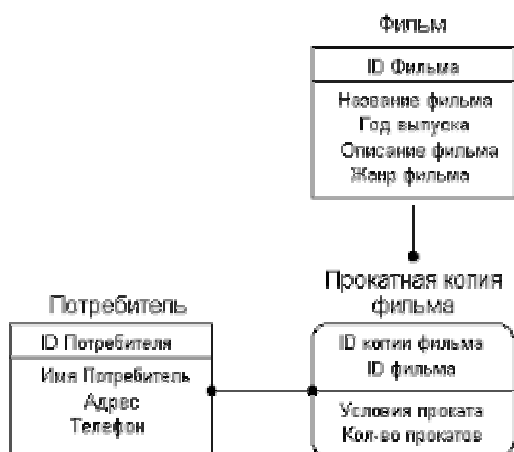 Фильм
ID Фильма
Название фильма
Год выпуска
Описание фильма
Жанр фильма
Прокатная копия
фильма
ID копии фильма
ID фильма
Условия проката
Кол-во прокатов
Потребитель
ID Потребителя
Имя Потребитель
Адрес
Телефон